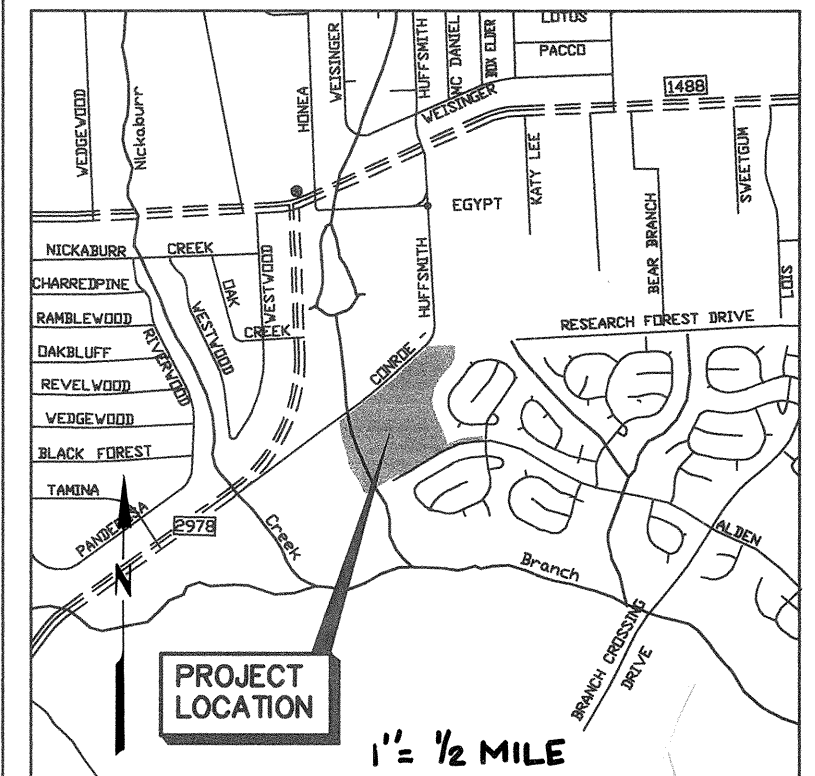 LOTUS
PACCO
WEDGEWOOD
Nickaburr
HONEA
WEISINGER
HUFFSMITH
MC DANIEL
BOX ELDER
WEISINGER
1488
KATY LEE
SWEETGUM
EGYPT
BEAR BRANCH
LOIS
NICKABURR CREEK
CHARREDPINE
RAMBLEWOOD
OAKBLUFF
REVELWOOD
WEDGEWOOD
BLACK FOREST
TAMINA
PANDEROSA
RIVERWOOD
WESTWOOD
OAK
CREEK
WESTWOOD
HUFFSMITH -
CONROE
RESEARCH FOREST DRIVE
2978
Creek
Branch
ALDEN
BRANCH CROSSING
DRIVE
N
PROJECT
LOCATION
1"= 1/2 MILE